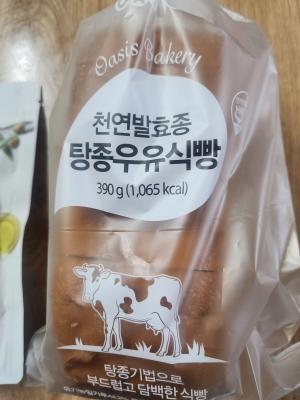 Oasis Bakery
천연발효종
탕종우유식빵
390 g (1,065 kcal)
탕종기법으로
부드럽고 담백한 식빵